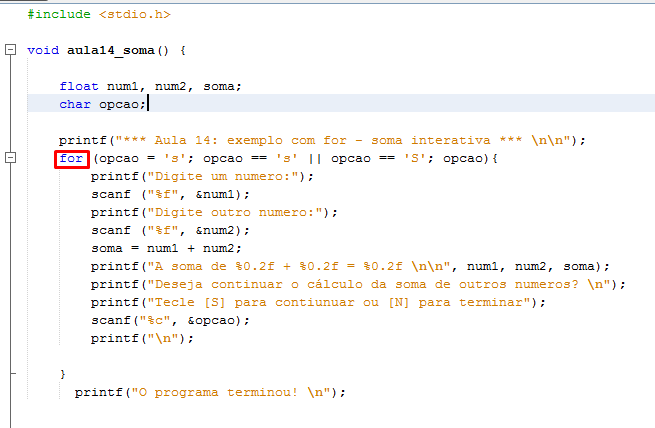 #include <stdio.h>
void aula14_soma() {
float num1, num2, soma;
char opcao;
printf("*** Aula 14: exemplo com for - soma interativa *** \n\n");
for (opcao = 's'; opcao == 's' || opcao == 'S'; opcao){
printf("Digite um numero:");
scanf ("%f", &num1);
printf("Digite outro numero:");
scanf ("%f", &num2);
soma = num1 + num2;
printf("A soma de %0.2f + %0.2f = %0.2f \n\n", num1, num2, soma);
printf("Deseja continuar o cálculo da soma de outros numeros? \n");
printf("Tecle [S] para contiunuar ou [N] para terminar");
scanf("%c", &opcao);
printf("\n");
}
printf("O programa terminou! \n");